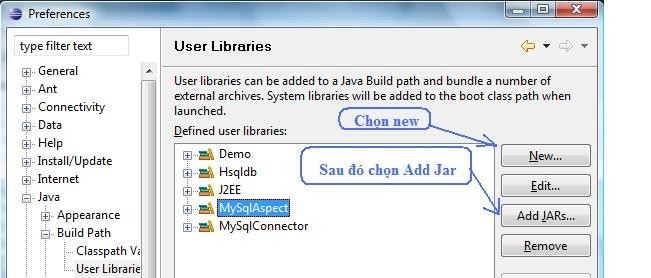 Preferences
type filter text
User Libraries
General
Ant
Connectivity
Data
Help
Install/Update
Internet
Java
Appearance
Build Path
Classpath Va
User Librarie
User libraries can be added to a Java Build path and bundle a number of
external archives. System libraries will be added to the boot class path when
launched.
Defined user libraries:
Chọn new
Demo
Hsqldb
J2EE
MySqlAspect
MySqlConnector
Sau đó chọn Add Jar
New...
Edit...
Add JARs...
Remove